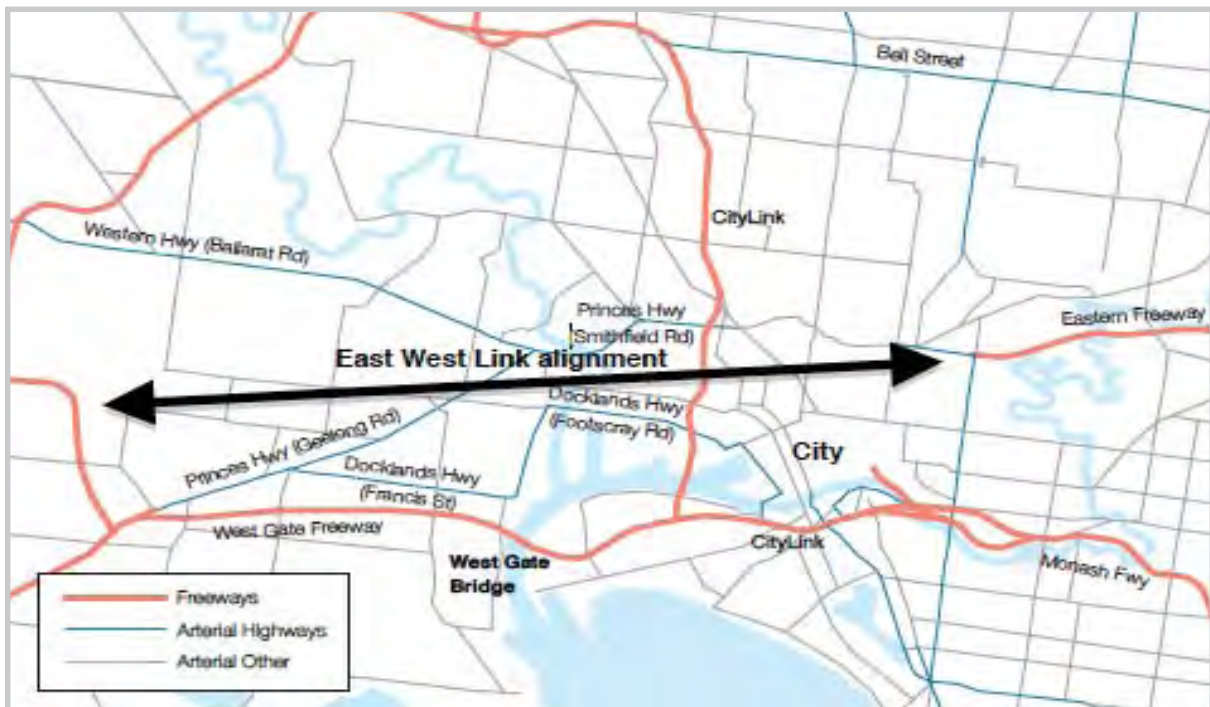 Bell Street
CityLink
Western Hwy (Ballarat Rd)
Princes Hwy
(Smithfield Rd)
Eastern Freeway
East West Link alignment
Docklands Hwy
(Footscray Rd)
Princes Hwy (Geelong Rd)
City
Docklands Hwy
(Francis St)
West Gate Freeway
CityLink
West Gate
Bridge
Monash Fwy
Freeways
Arterial Highways
Arterial Other